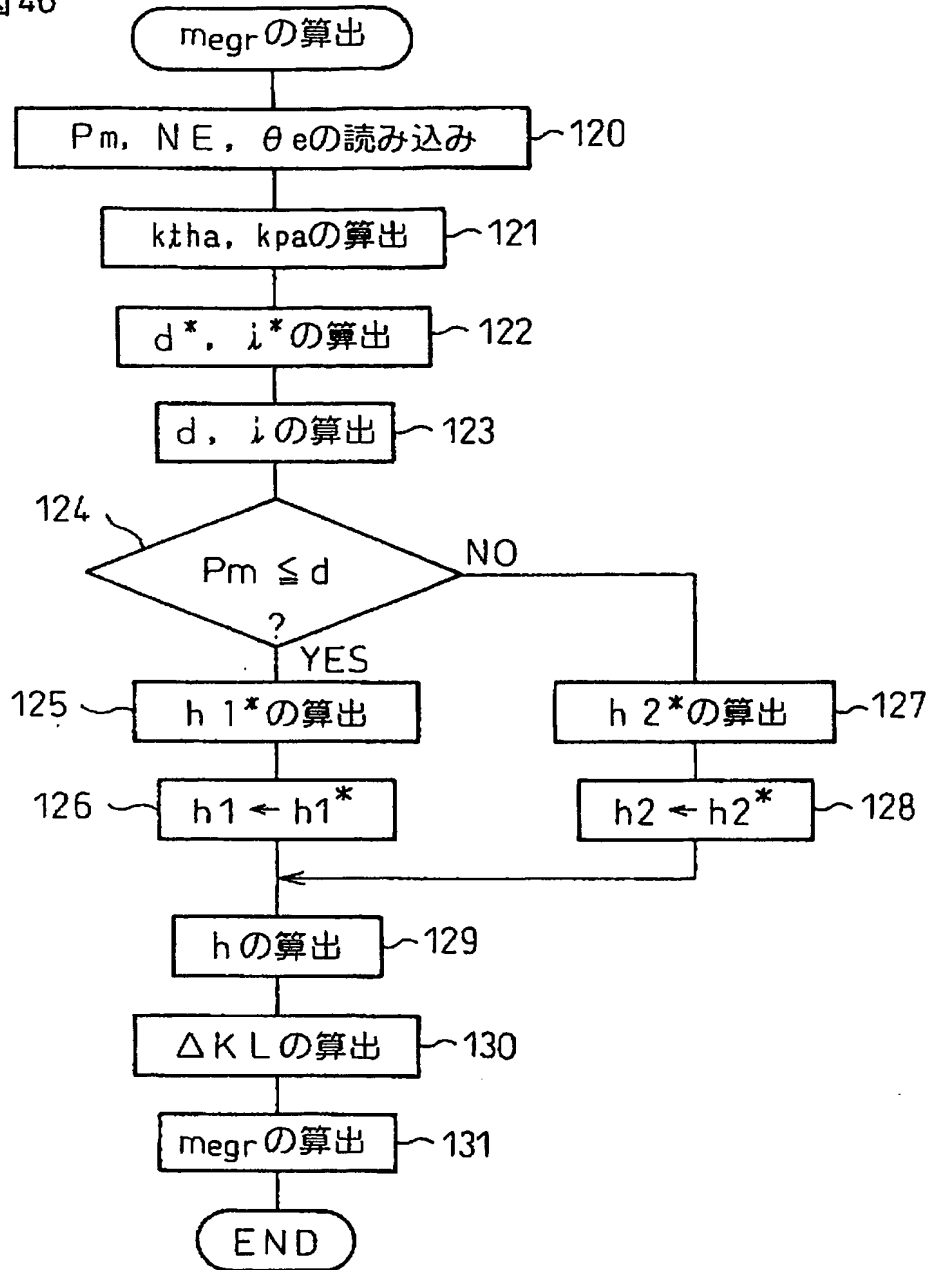 図46
megrの算出
Pm, NE, θeの読み込み
120
ktha, kpaの算出
121
d*, i*の算出
122
d, iの算出
123
124
Pm ≦ d
?
NO
YES
125
h1*の算出
h2*の算出
127
126
h1 ← h1*
h2 ← h2*
128
hの算出
129
ΔKLの算出
130
megrの算出
131
END